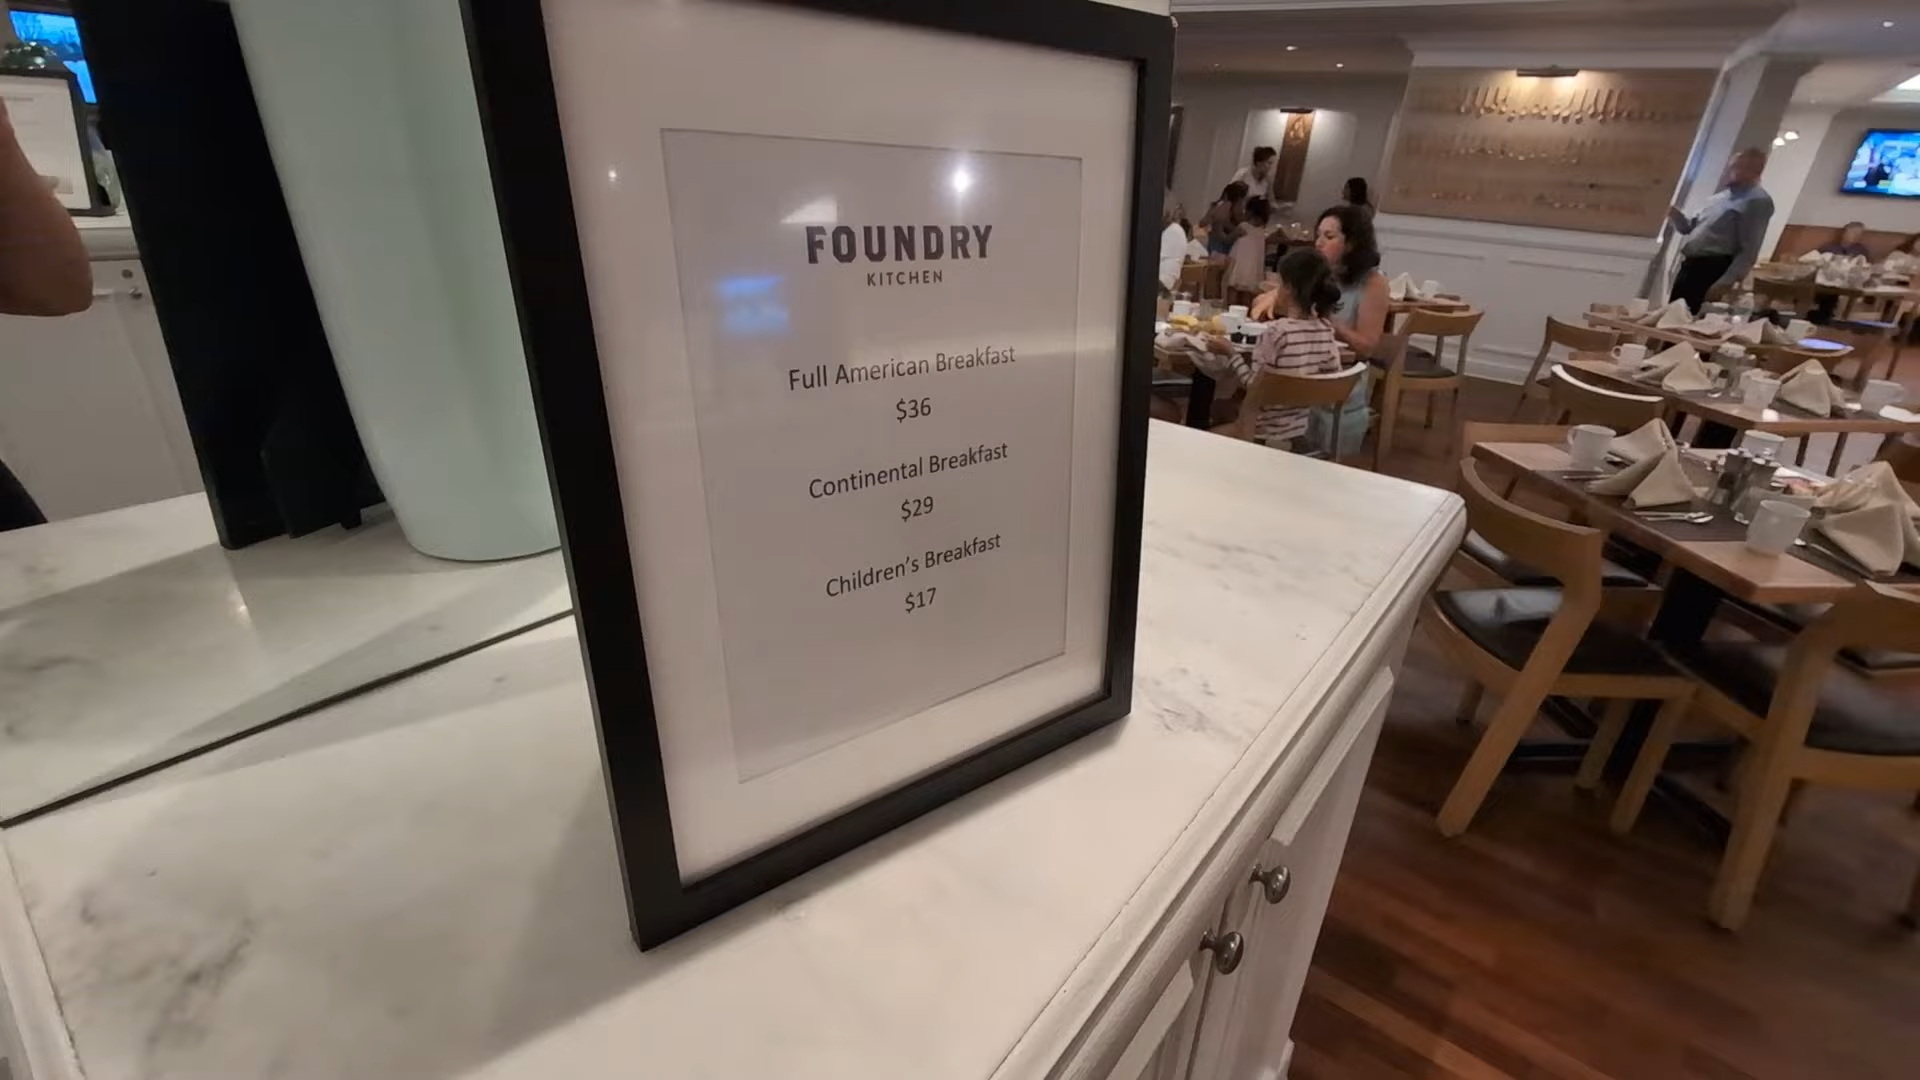 FOUNDRY
KITCHEN
Full American Breakfast
$36
Continental Breakfast
$29
Children's Breakfast
$17